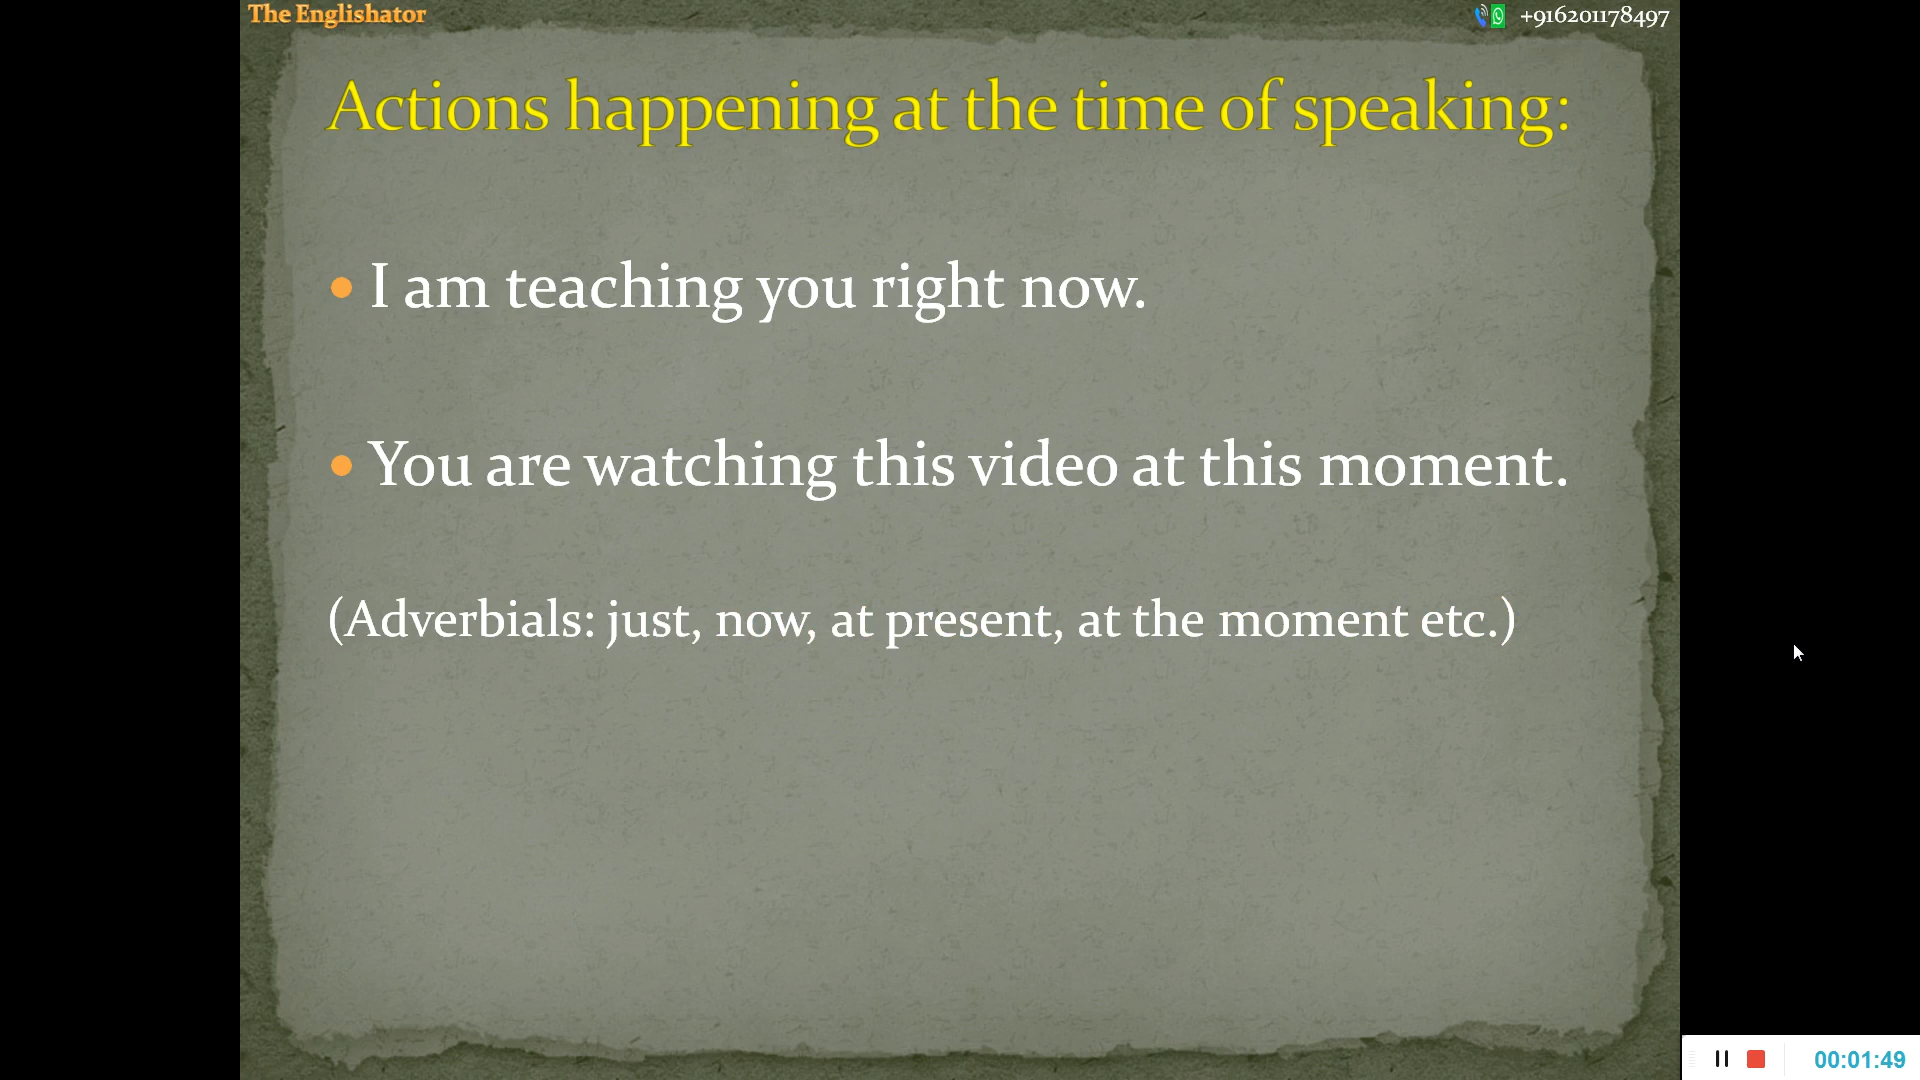 The Englishator
+916201178497
Actions happening at the time of speaking:
I am teaching you right now.
You are watching this video at this moment.
(Adverbials: just, now, at present, at the moment etc.)
00:01:49